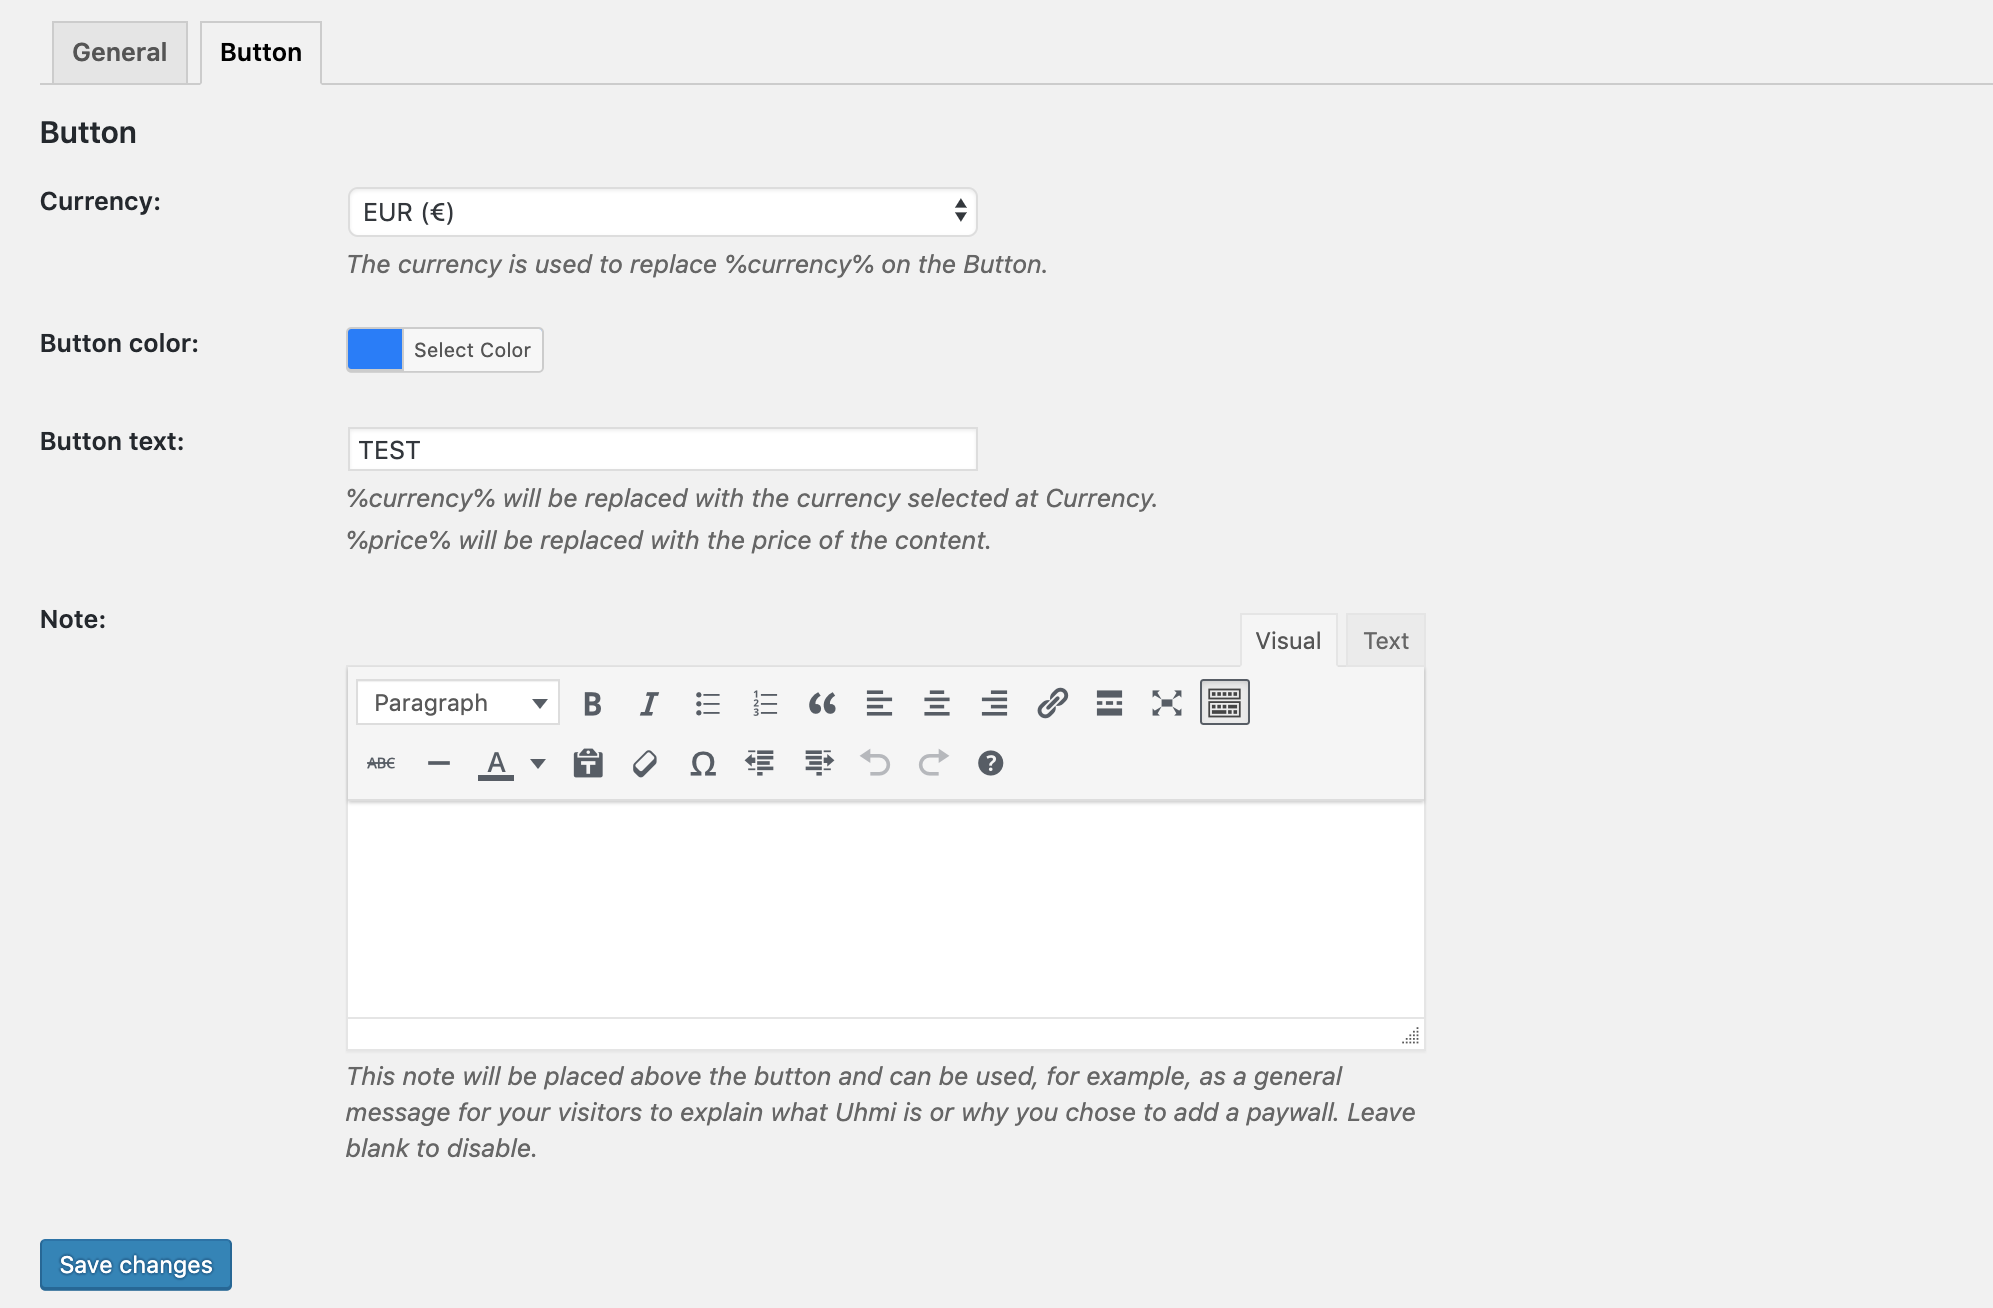 General
Button
Button
Currency:
EUR (€)
The currency is used to replace %currency% on the Button.
Button color:
Select Color
Button text:
TEST
%currency% will be replaced with the currency selected at Currency.
%price% will be replaced with the price of the content.
Note:
Visual
Text
Paragraph
B
I
ABC
A
T
Ω
?
This note will be placed above the button and can be used, for example, as a general
message for your visitors to explain what Uhmi is or why you chose to add a paywall. Leave
blank to disable.
Save changes